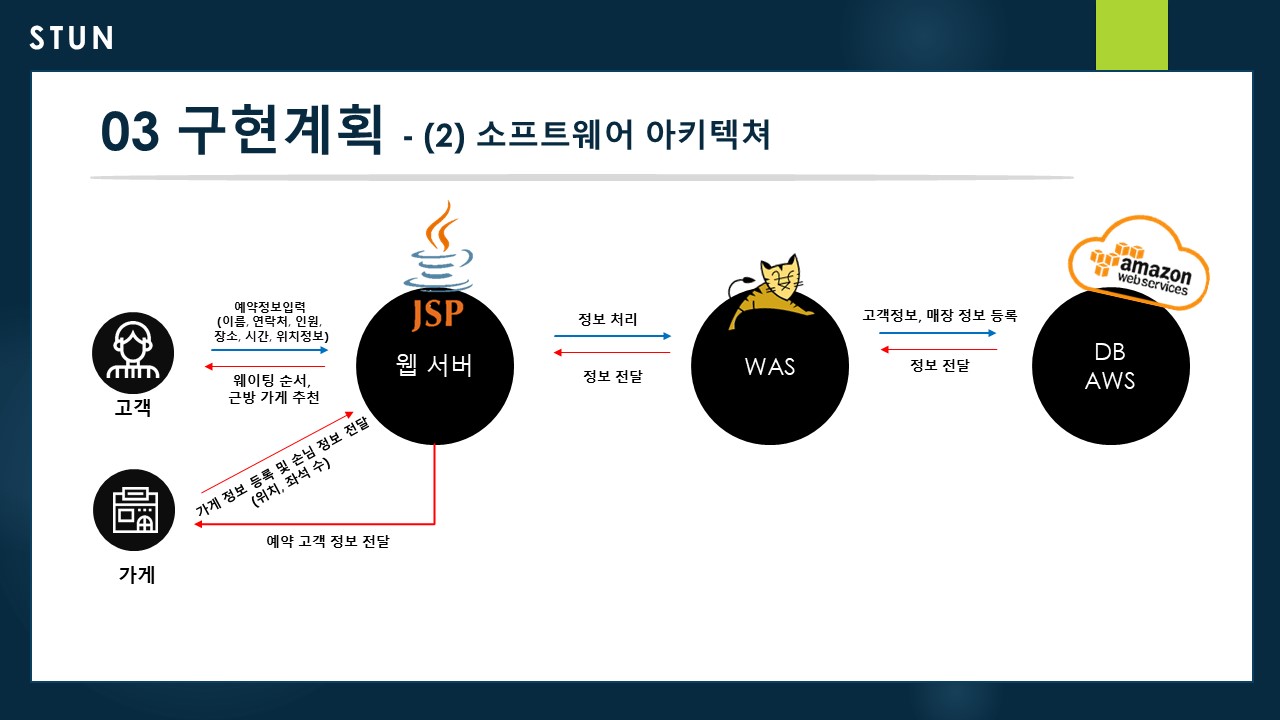 STUN
03 구현계획 - (2) 소프트웨어 아키텍쳐
예약정보입력
(이름, 연락처, 인원,
장소, 시간, 위치정보)
웨이팅 순서,
근방 가게 추천
고객
JSP
웹 서버
정보 처리
정보 전달
WAS
고객정보, 매장 정보 등록
정보 전달
amazon
webservices
DB
AWS
가게 정보 등록 및 손님 정보 전달
(위치, 좌석 수)
예약 고객 정보 전달
가게